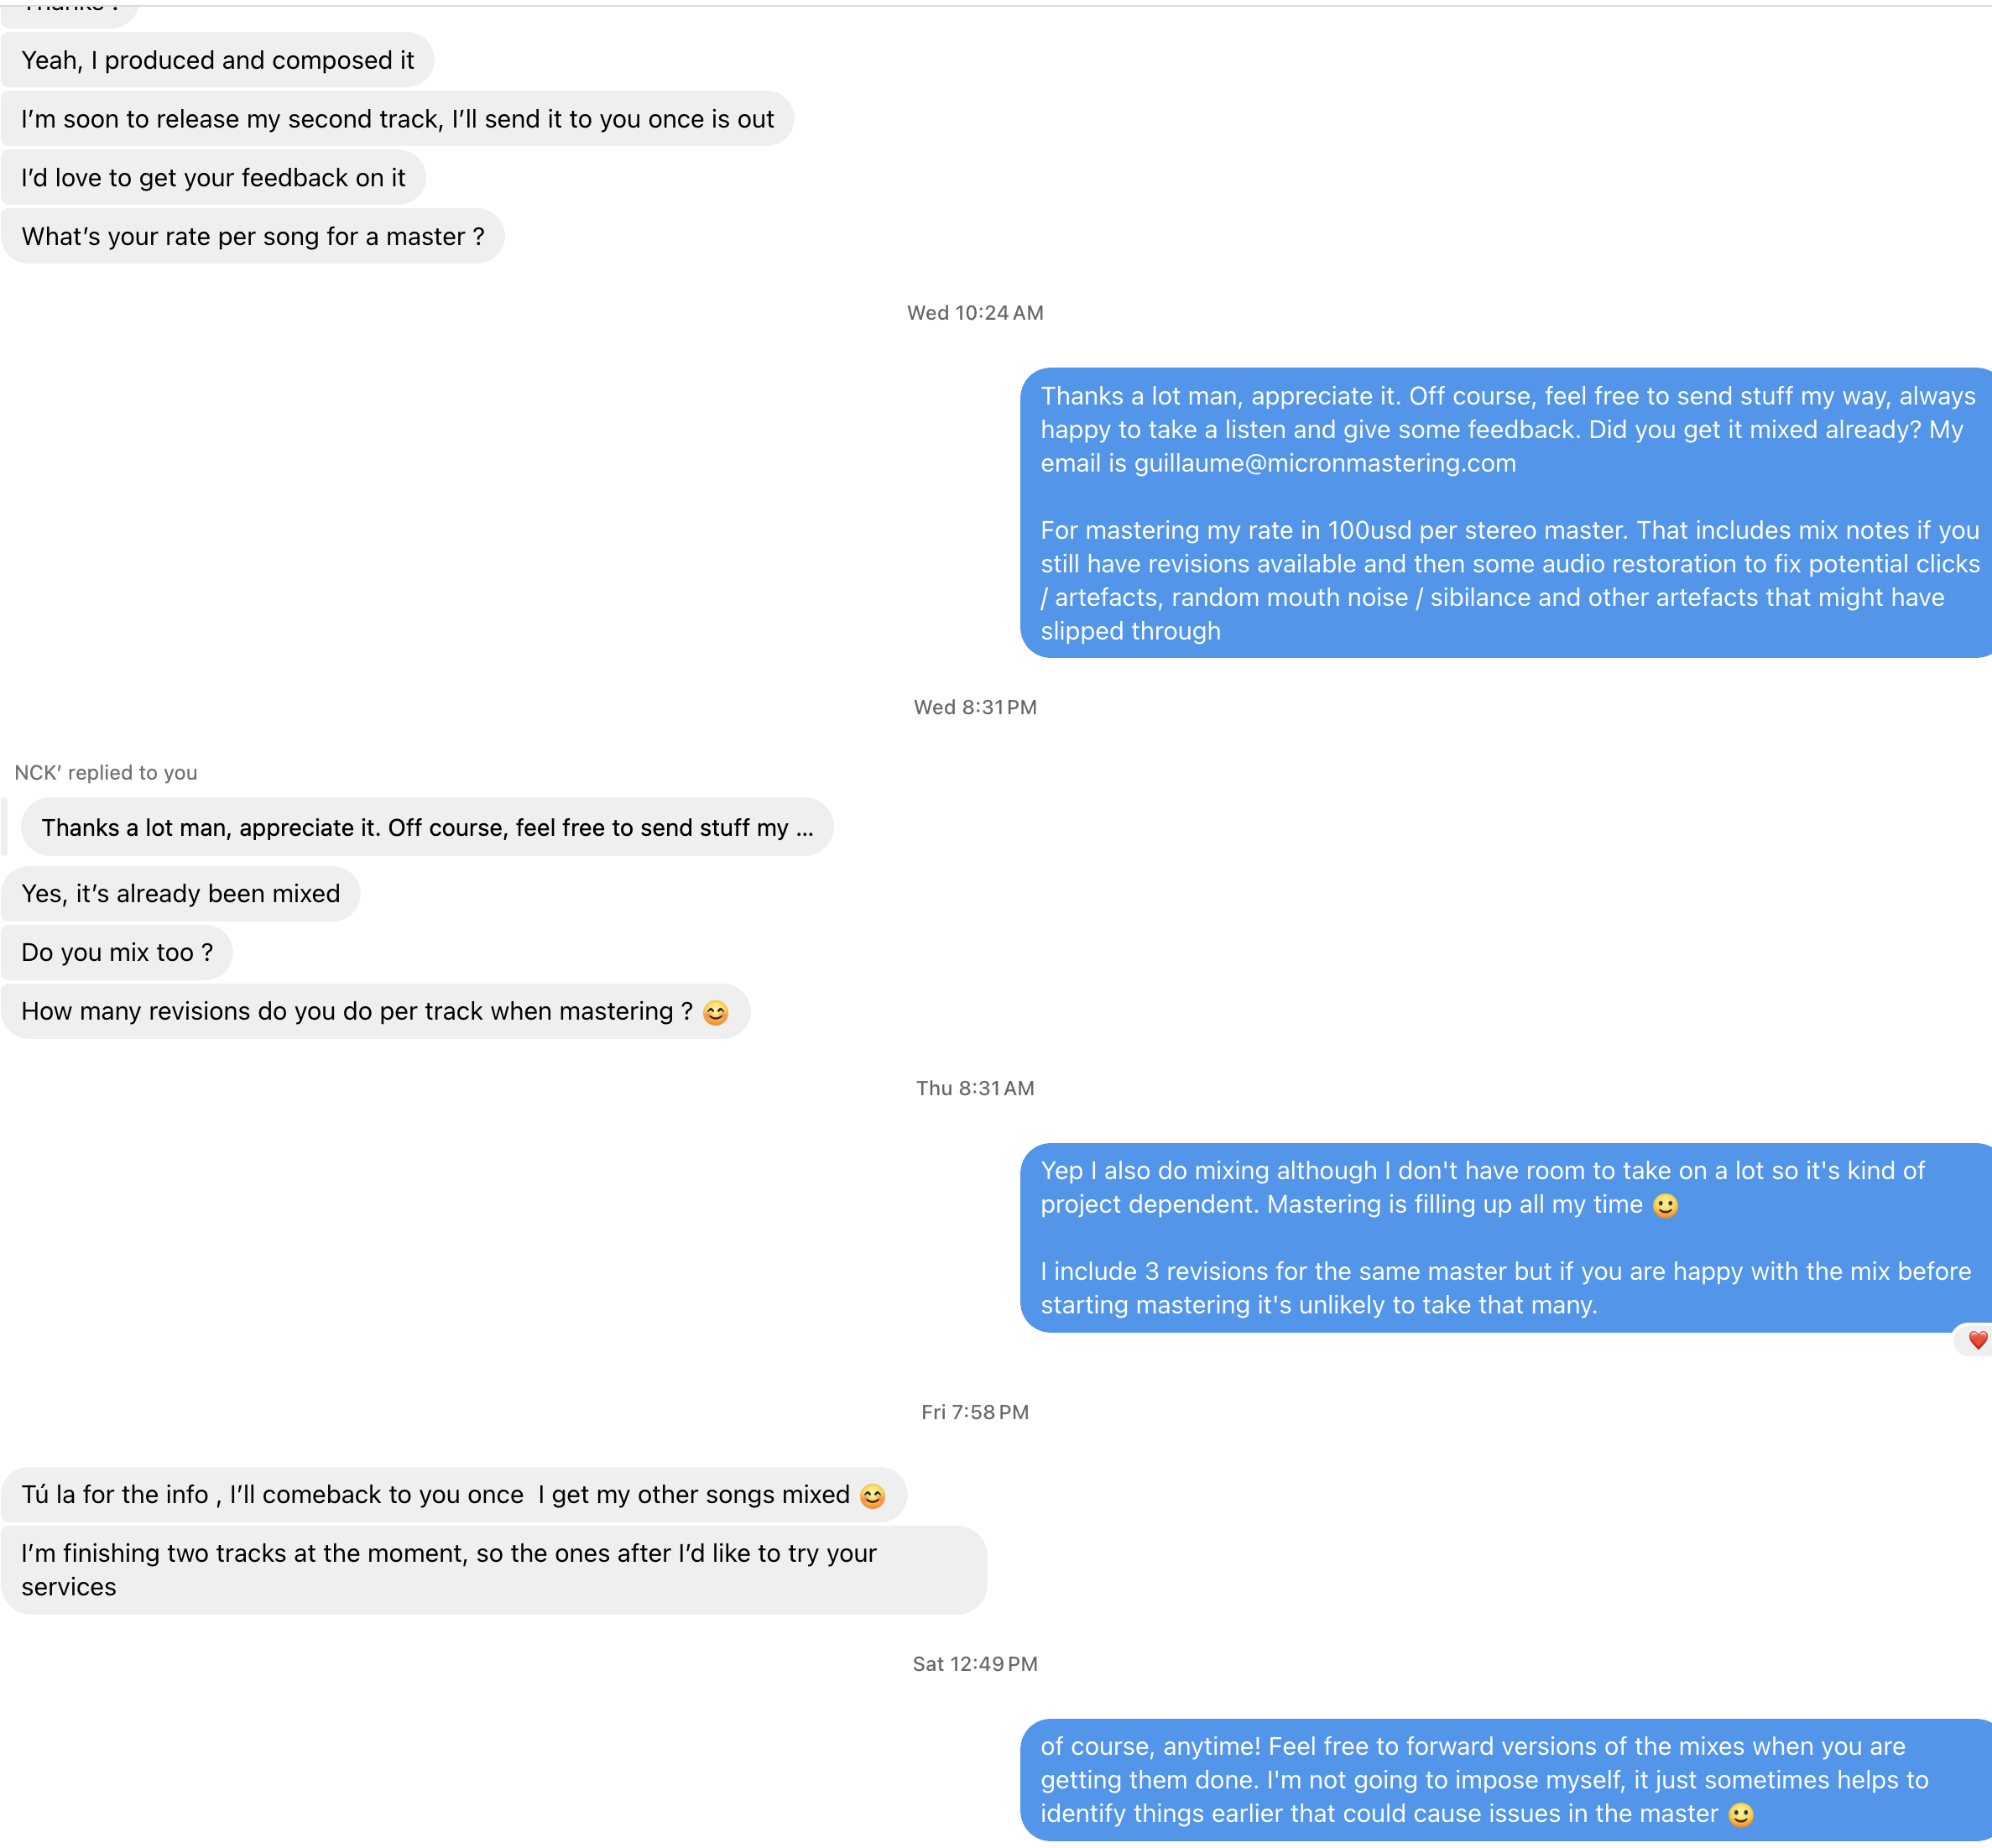 Thanks !
Yeah, I produced and composed it
I’m soon to release my second track, I’ll send it to you once is out
I’d love to get your feedback on it
What’s your rate per song for a master ?
Wed 10:24 AM
Thanks a lot man, appreciate it. Off course, feel free to send stuff my way, always
happy to take a listen and give some feedback. Did you get it mixed already? My
email is guillaume@micronmastering.com
For mastering my rate in 100usd per stereo master. That includes mix notes if you
still have revisions available and then some audio restoration to fix potential clicks
/ artefacts, random mouth noise / sibilance and other artefacts that might have
slipped through
Wed 8:31 PM
NCK’ replied to you
Thanks a lot man, appreciate it. Off course, feel free to send stuff my ...
Yes, it’s already been mixed
Do you mix too ?
How many revisions do you do per track when mastering ? 😊
Thu 8:31 AM
Yep I also do mixing although I don't have room to take on a lot so it's kind of
project dependent. Mastering is filling up all my time 🙂
I include 3 revisions for the same master but if you are happy with the mix before
starting mastering it's unlikely to take that many.
❤️
Fri 7:58 PM
Tú la for the info , I’ll comeback to you once  I get my other songs mixed 😊
I’m finishing two tracks at the moment, so the ones after I’d like to try your
services
Sat 12:49 PM
of course, anytime! Feel free to forward versions of the mixes when you are
getting them done. I'm not going to impose myself, it just sometimes helps to
identify things earlier that could cause issues in the master 🙂